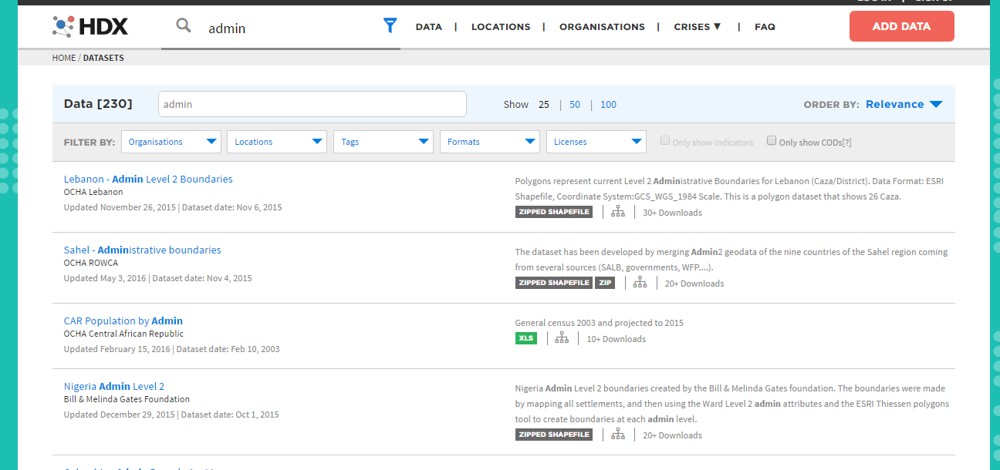 HDX
admin
DATA | LOCATIONS | ORGANISATIONS | CRISES ▼ | FAQ
ADD DATA
HOME / DATASETS
Data [230]
admin
Show 25 | 50 | 100
ORDER BY: Relevance
FILTER BY: Organisations Locations Tags Formats Licenses Only show indicators Only show CODs[?]
Lebanon - Admin Level 2 Boundaries
OCHA Lebanon
Updated November 26, 2015 | Dataset date: Nov 6, 2015
Polygons represent current Level 2 Administrative Boundaries for Lebanon (Caza/District). Data Format: ESRI
Shapefile, Coordinate System:GCS_WGS_1984 Scale. This is a polygon dataset that shows 26 Caza.
ZIPPED SHAPEFILE | | 30+ Downloads
Sahel - Administrative boundaries
OCHA ROWCA
Updated May 3, 2016 | Dataset date: Nov 4, 2015
The dataset has been developed by merging Admin2 geodata of the nine countries of the Sahel region coming
from several sources (SALB, governments, WFP....).
ZIPPED SHAPEFILE ZIP | | 20+ Downloads
CAR Population by Admin
OCHA Central African Republic
Updated February 15, 2016 | Dataset date: Feb 10, 2003
General census 2003 and projected to 2015
XLS | | 10+ Downloads
Nigeria Admin Level 2
Bill & Melinda Gates Foundation
Updated December 29, 2015 | Dataset date: Oct 1, 2015
Nigeria Admin Level 2 boundaries created by the Bill & Melinda Gates foundation. The boundaries were made
by mapping all settlements, and then using the Ward Level 2 admin attributes and the ESRI Thiessen polygons
tool to create boundaries at each admin level.
ZIPPED SHAPEFILE | | 20+ Downloads